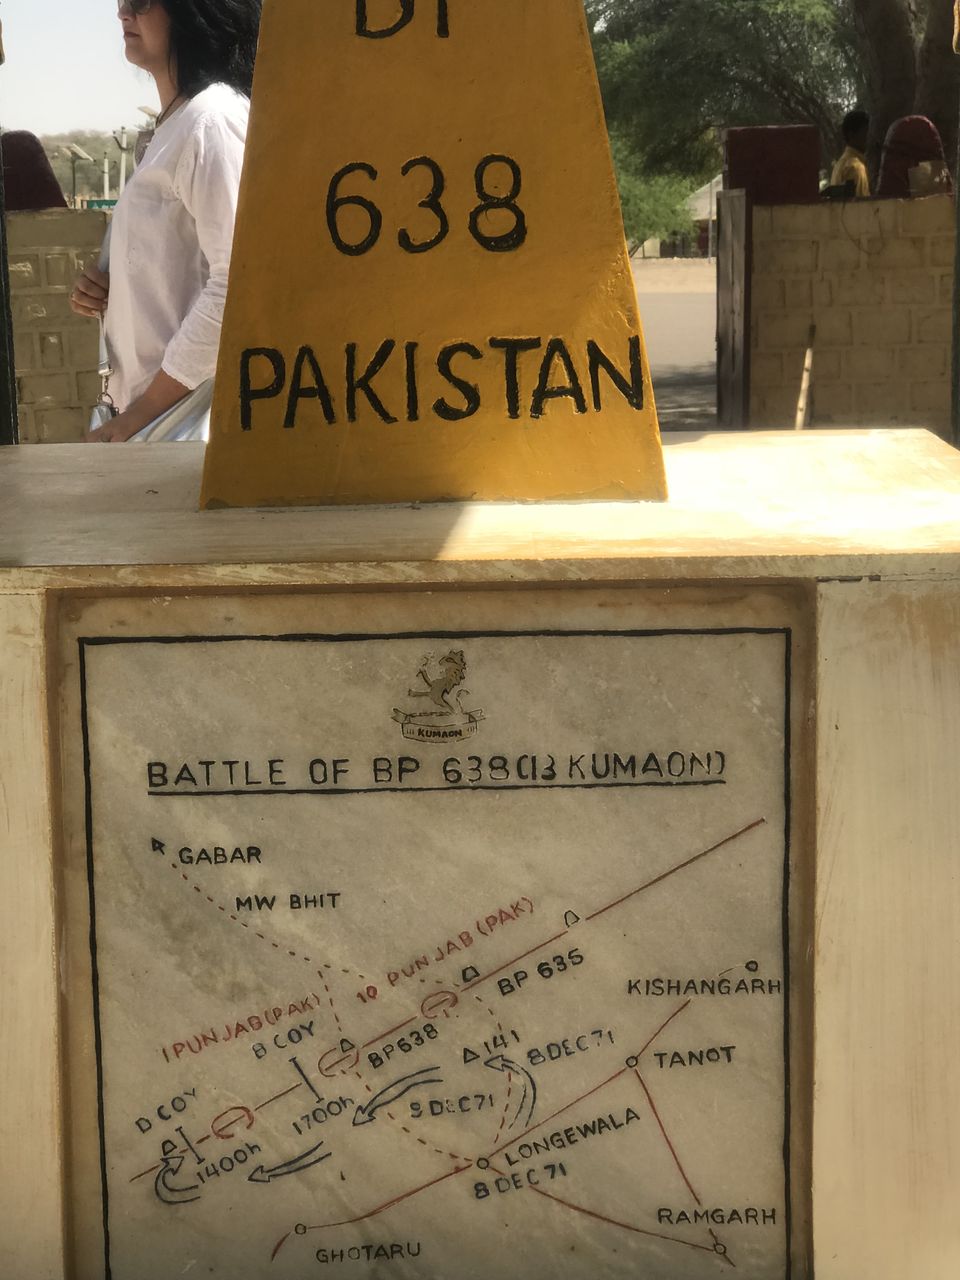 638
PAKISTAN
KUMAON
BATTLE OF BP 638(13 KUMAON)
GABAR
MW BHIT
10 PUNJAB(PAK)
BP 635
KISHANGARH
1 PUNJAB(PAK)
B COY
BP638
141
8 DEC 71
TANOT
D COY
1700h
9 DEC 71
1400h
LONGEWALA
8 DEC 71
RAMGARH
GHOTARU